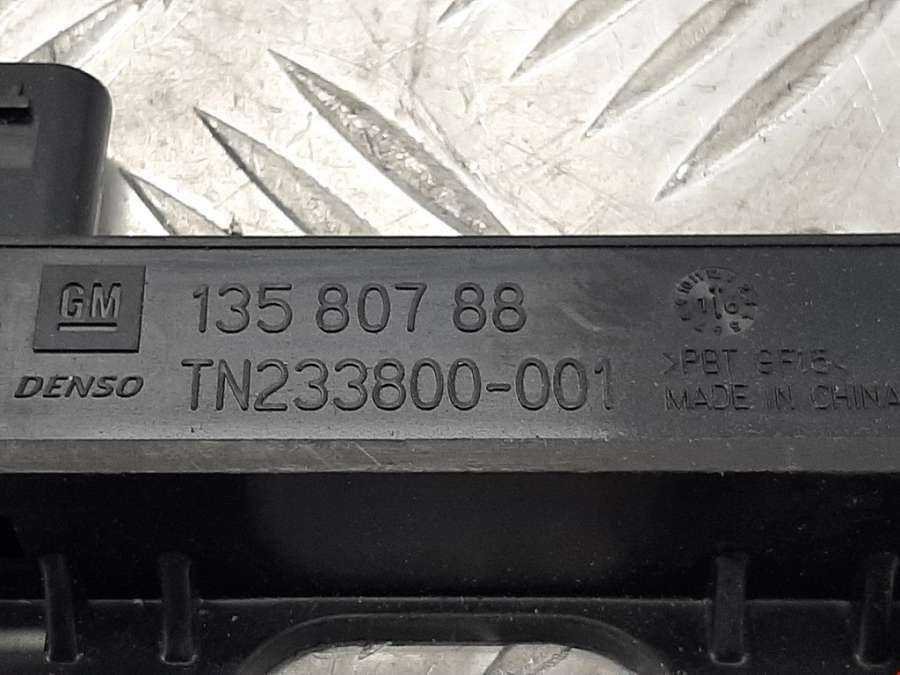 GM 135 807 88
DENSO TN233800-001
>PBT GF15<
MADE IN CHINA